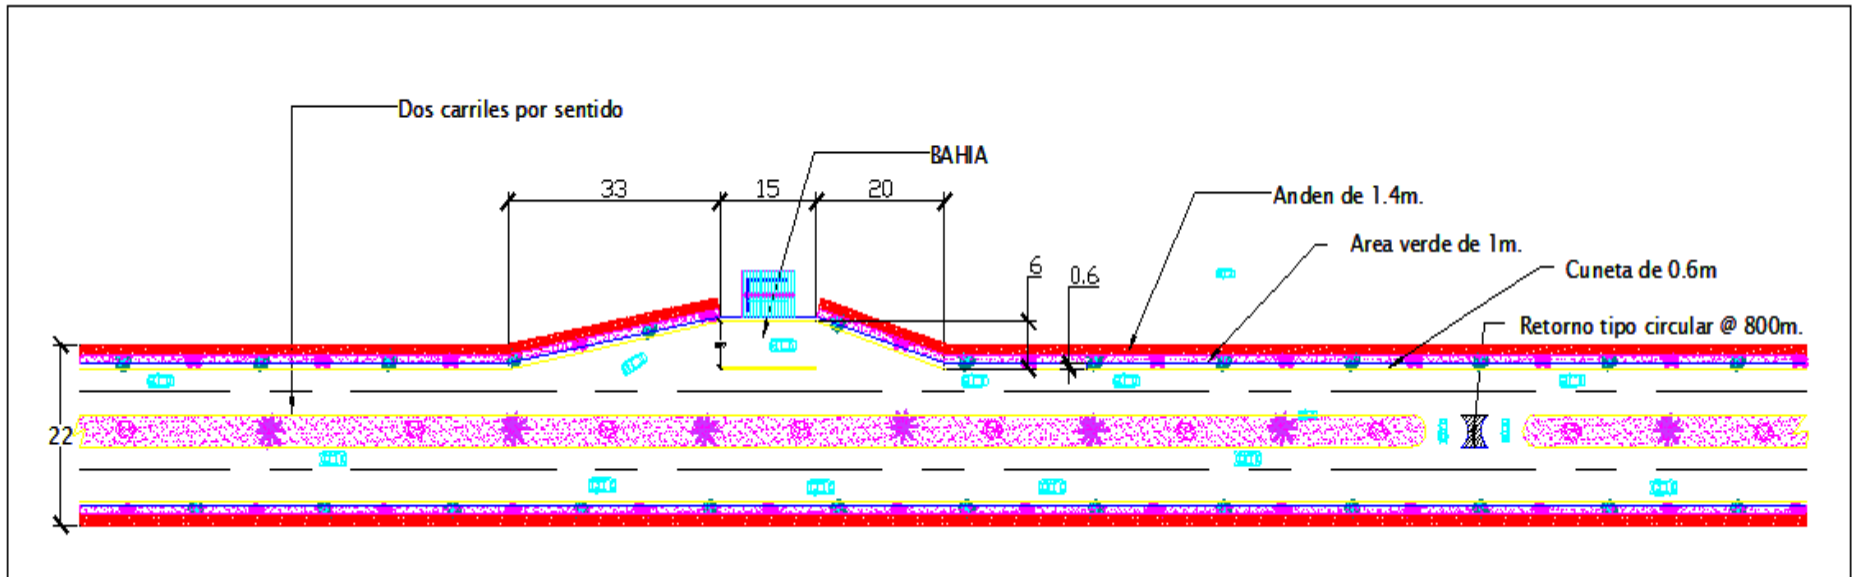 Dos carriles por sentido
BAHIA
33
15
20
Anden de 1.4m.
Area verde de 1m.
6
0.6
Cuneta de 0.6m
Retorno tipo circular @ 800m.
22